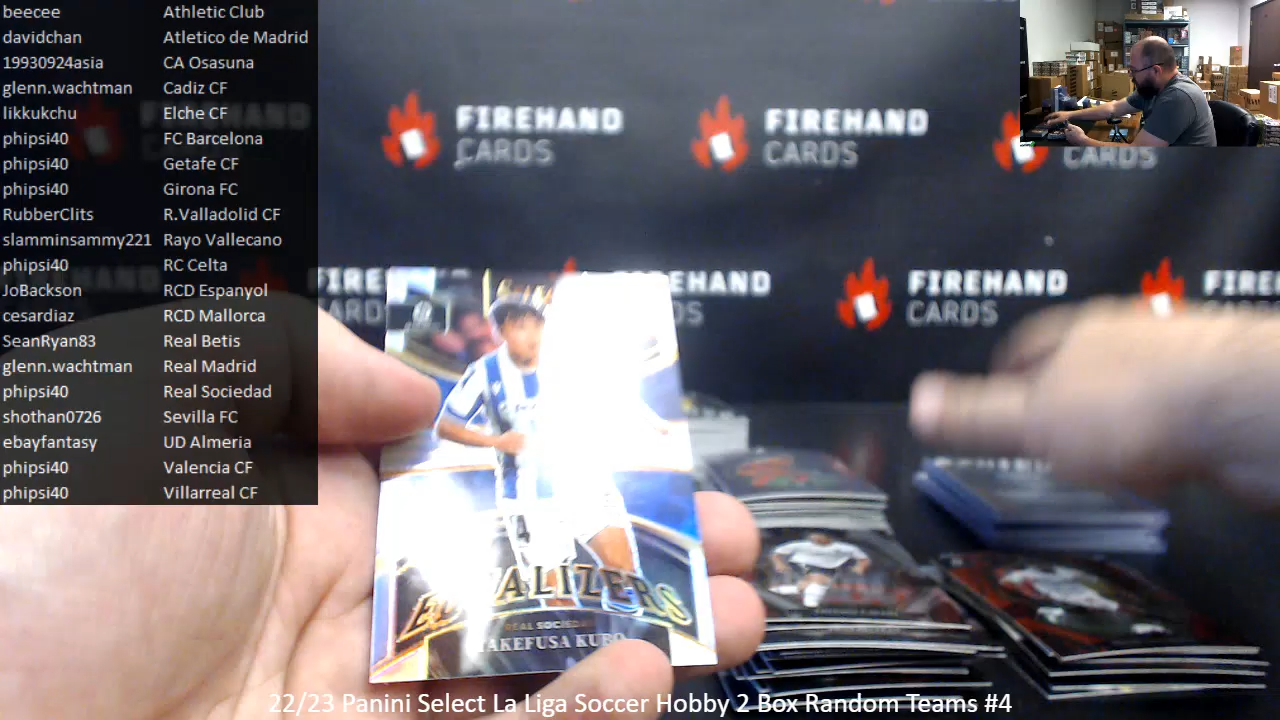 beecee Athletic Club
davidchan Atletico de Madrid
19930924asia CA Osasuna
glenn.wachtman Cadiz CF
likkukchu Elche CF
phipsi40 FC Barcelona
phipsi40 Getafe CF
phipsi40 Girona FC
RubberClits R.Valladolid CF
slamminsammy221 Rayo Vallecano
phipsi40 RC Celta
JoBackson RCD Espanyol
cesardiaz RCD Mallorca
SeanRyan83 Real Betis
glenn.wachtman Real Madrid
phipsi40 Real Sociedad
shothan0726 Sevilla FC
ebayfantasy UD Almeria
phipsi40 Valencia CF
phipsi40 Villarreal CF
FIREHAND
CARDS
FIREHAND
CARDS
CARDS
FIREHAND
CARDS
EQUALIZERS
REAL SOCIEDAD
TAKEFUSA KUBO
22/23 Panini Select La Liga Soccer Hobby 2 Box Random Teams #4